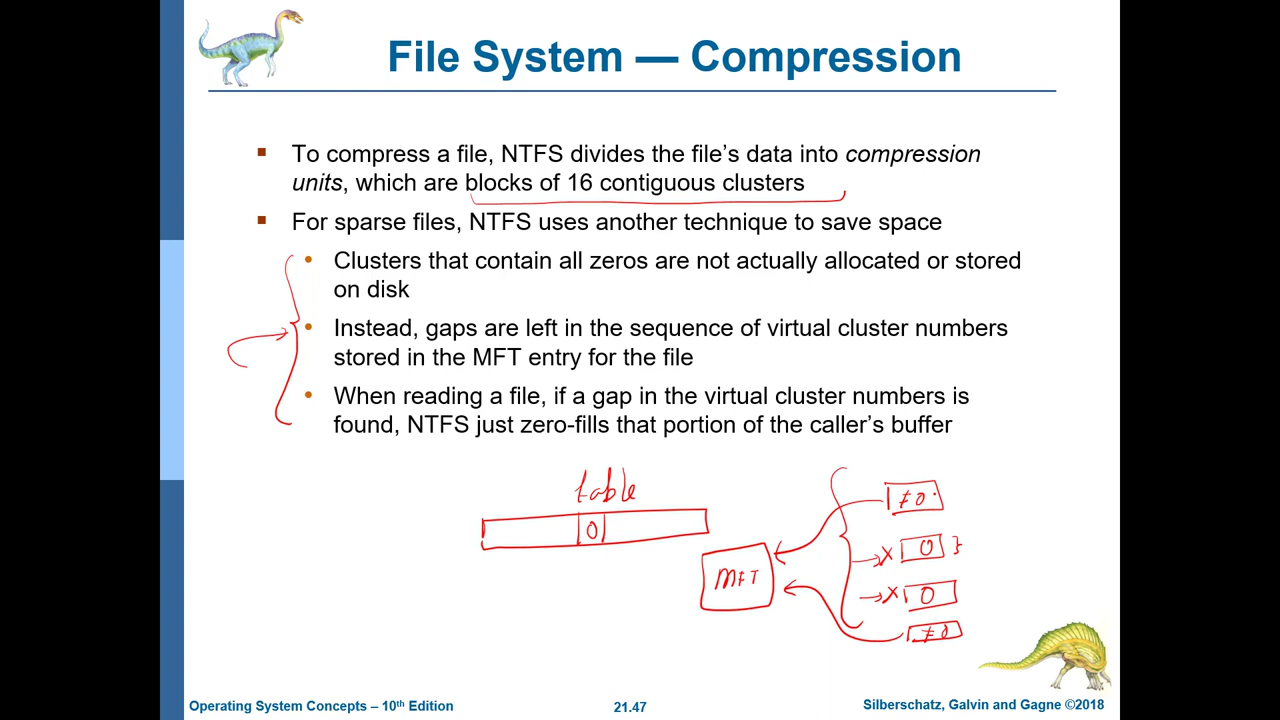 File System — Compression
▪ To compress a file, NTFS divides the file's data into compression
units, which are blocks of 16 contiguous clusters
▪ For sparse files, NTFS uses another technique to save space
• Clusters that contain all zeros are not actually allocated or stored
on disk
• Instead, gaps are left in the sequence of virtual cluster numbers
stored in the MFT entry for the file
• When reading a file, if a gap in the virtual cluster numbers is
found, NTFS just zero-fills that portion of the caller's buffer
table
0
≠0
x 0
MFT
x 0
≠0
Operating System Concepts – 10th Edition
21.47
Silberschatz, Galvin and Gagne ©2018